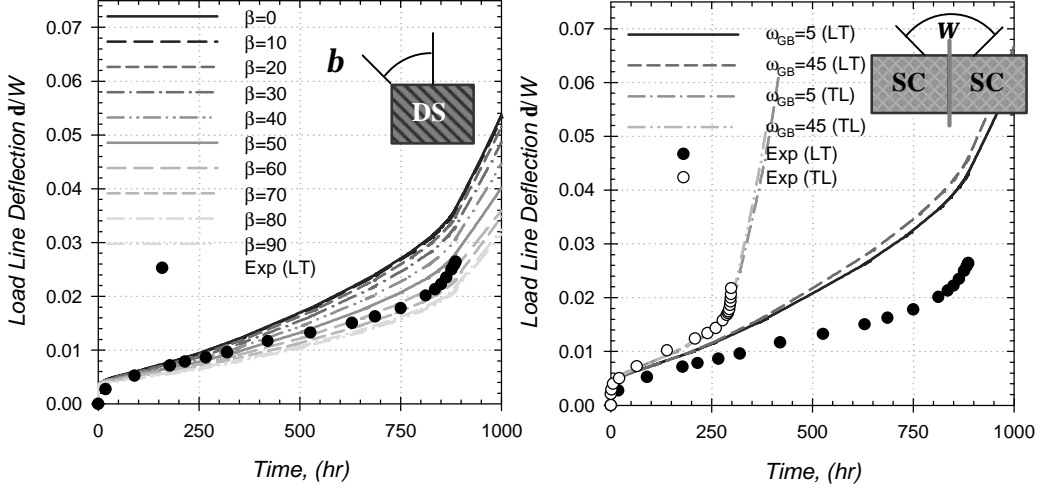 Load Line Deflection d/W
0.07
0.06
0.05
0.04
0.03
0.02
0.01
0.00
β=0
β=10
β=20
β=30
β=40
β=50
β=60
β=70
β=80
β=90
Exp (LT)
b
DS
0 250 500 750 1000
Time, (hr)
Load Line Deflection d/W
0.07
0.06
0.05
0.04
0.03
0.02
0.01
0.00
ωGB=5 (LT)
ωGB=45 (LT)
ωGB=5 (TL)
ωGB=45 (TL)
Exp (LT)
Exp (TL)
w
SC SC
0 250 500 750 1000
Time, (hr)